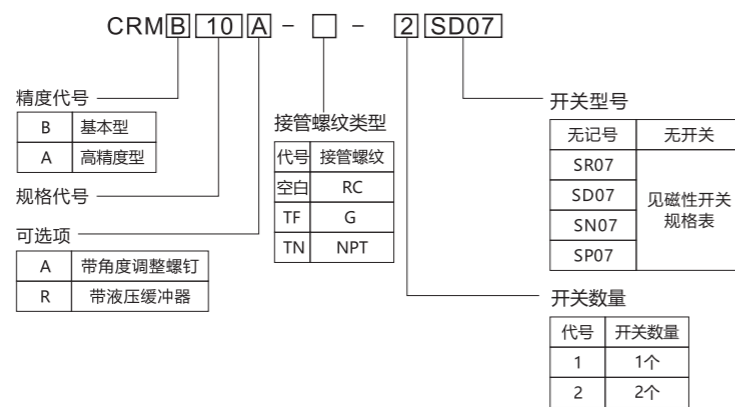 CRMB 10 A - □ - 2 SD07
精度代号
B 基本型
A 高精度型
规格代号
可选项
A 带角度调整螺钉
R 带液压缓冲器
接管螺纹类型
代号 接管螺纹
空白 RC
TF G
TN NPT
开关型号
无记号 无开关
SR07
SD07
SN07
SP07
见磁性开关
规格表
开关数量
代号 开关数量
1 1个
2 2个